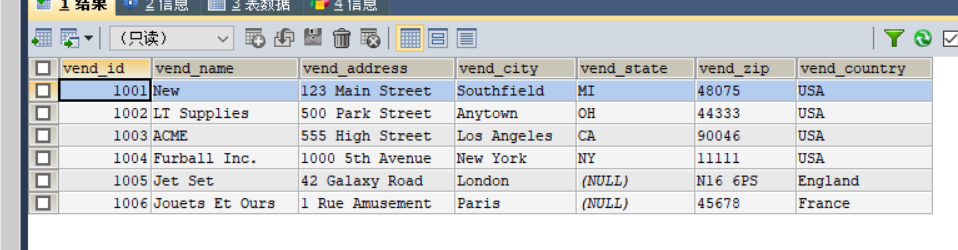 1 结果 2 信息 3 表数据 4 信息
（只读）
vend_id vend_name vend_address vend_city vend_state vend_zip vend_country
1001 New 123 Main Street Southfield MI 48075 USA
1002 LT Supplies 500 Park Street Anytown OH 44333 USA
1003 ACME 555 High Street Los Angeles CA 90046 USA
1004 Furball Inc. 1000 5th Avenue New York NY 11111 USA
1005 Jet Set 42 Galaxy Road London (NULL) N16 6PS England
1006 Jouets Et Ours 1 Rue Amusement Paris (NULL) 45678 France